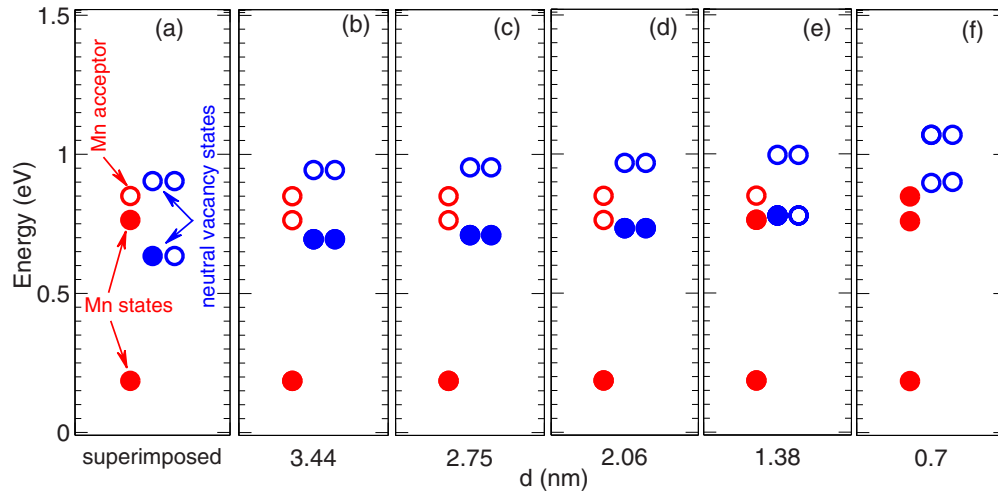 (a)
(b)
(c)
(d)
(e)
(f)
1.5
1
0.5
0
Energy (eV)
Mn acceptor
neutral vacancy states
Mn states
superimposed
3.44
2.75
2.06
1.38
0.7
d (nm)